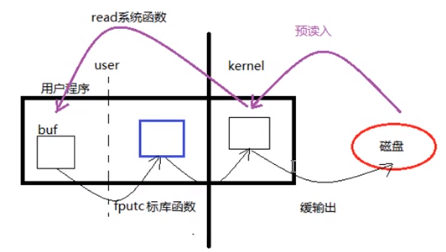 read系统函数
预读入
user
kernel
用户程序
buf
磁盘
fputc 标库函数
缓输出